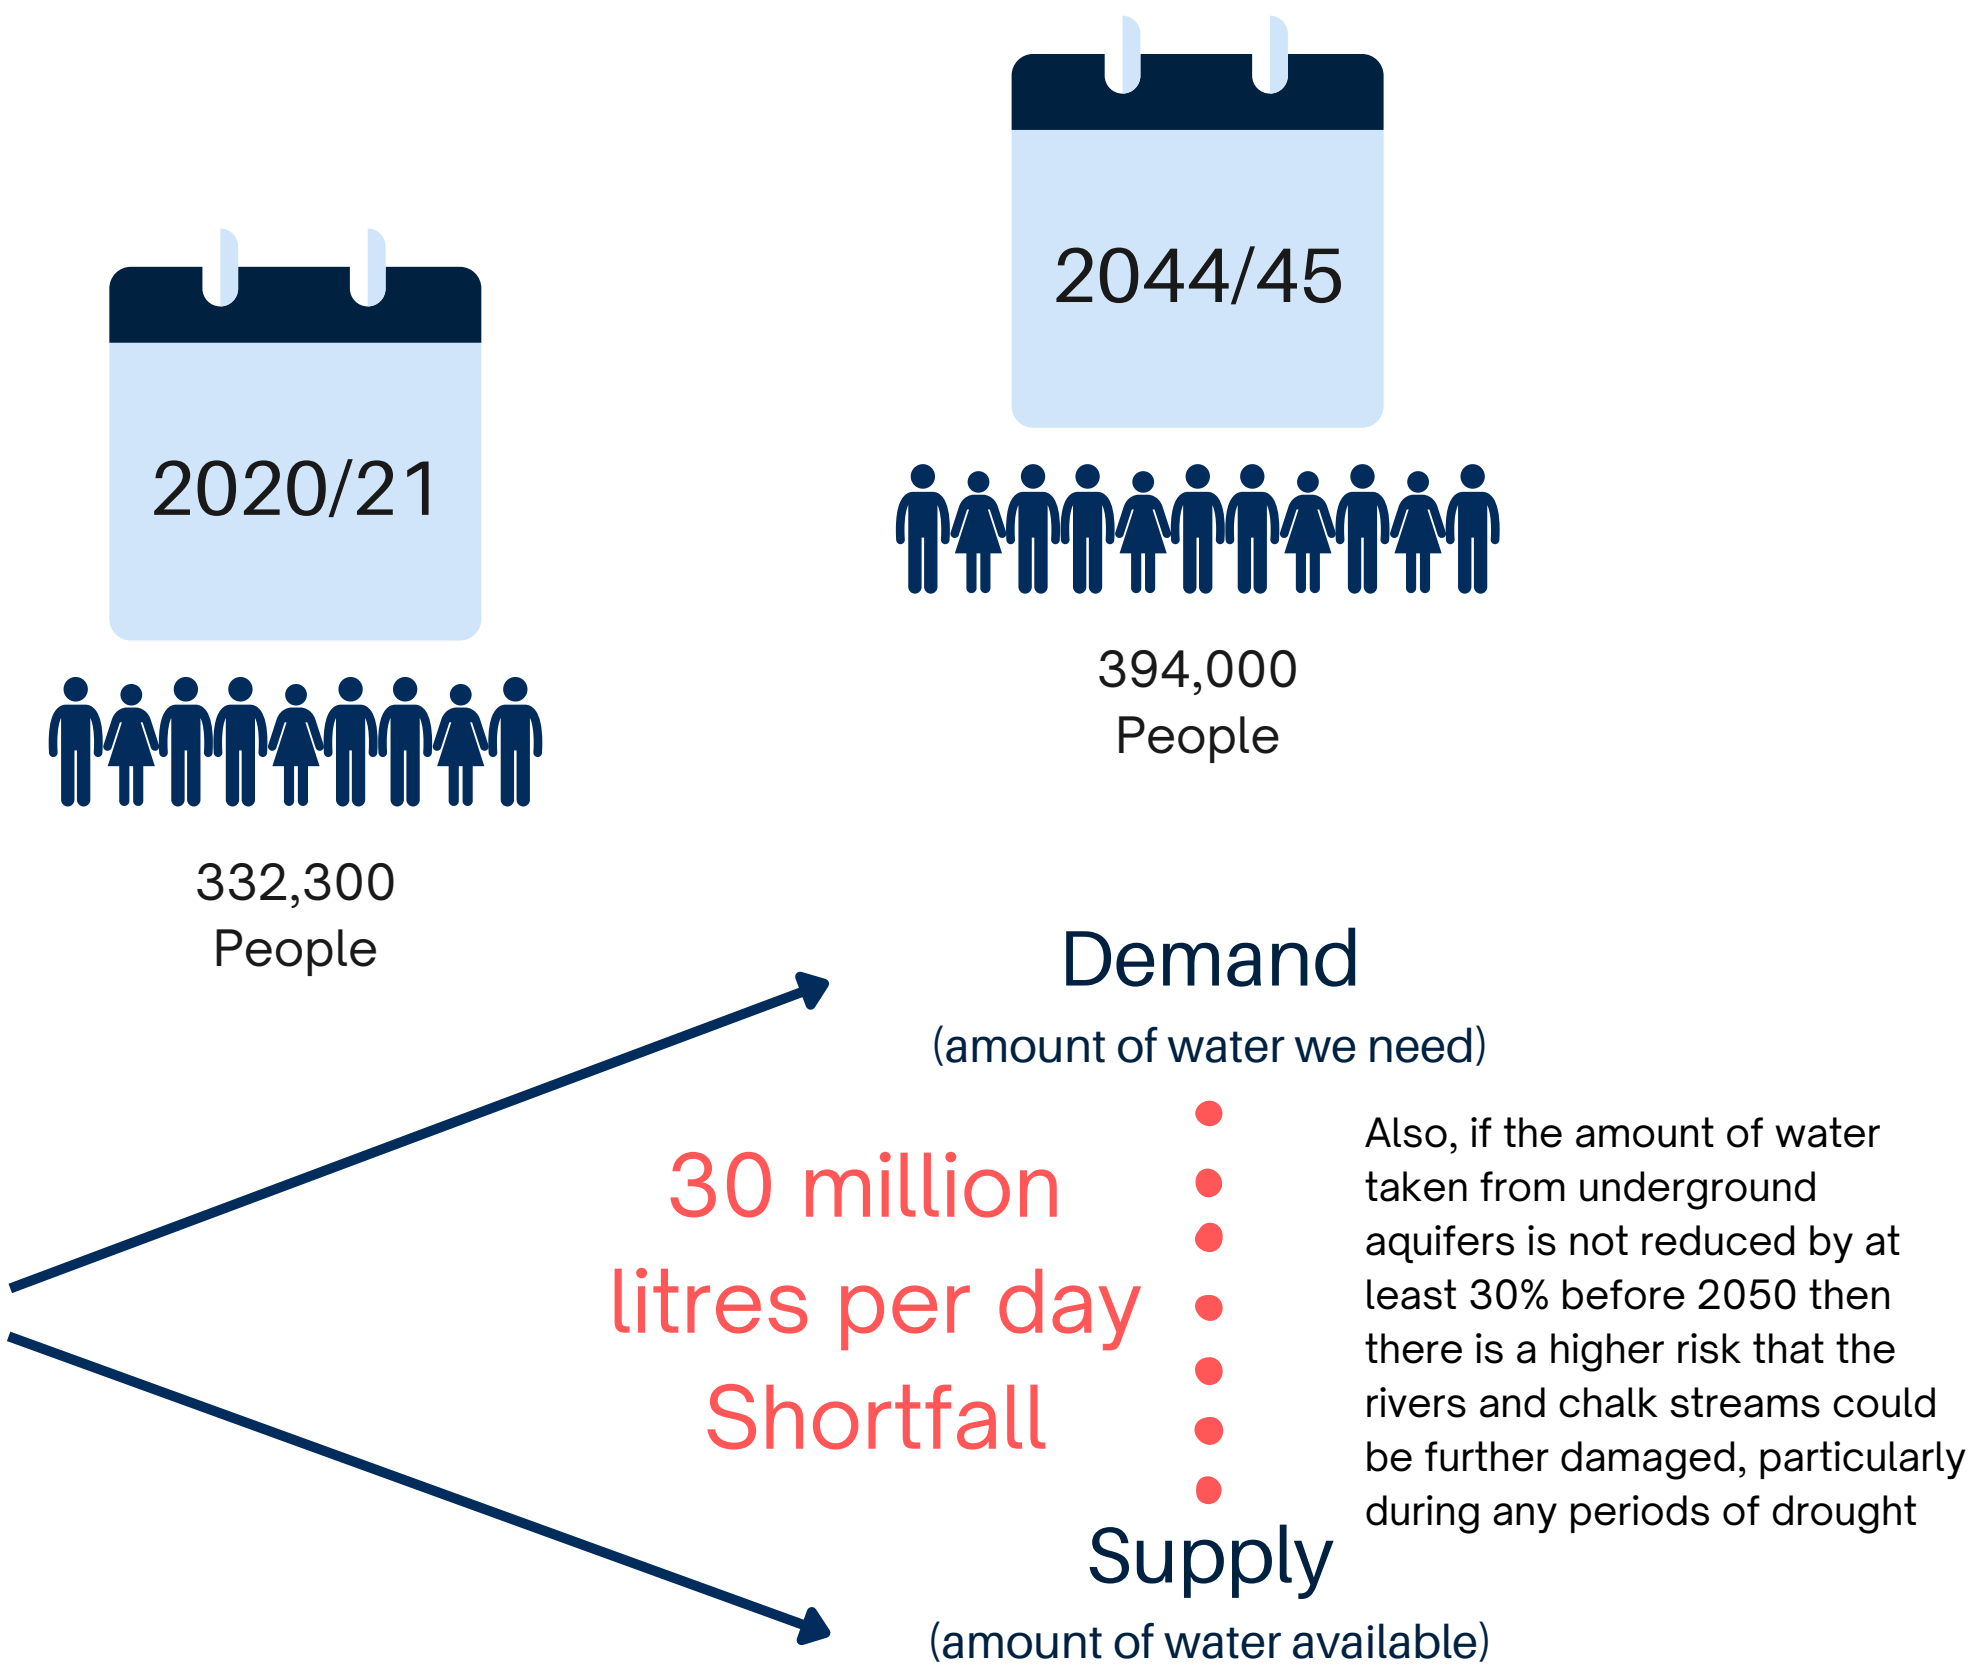 2020/21
332,300
People
2044/45
394,000
People
Demand
(amount of water we need)
30 million
litres per day
Shortfall
Also, if the amount of water
taken from underground
aquifers is not reduced by at
least 30% before 2050 then
there is a higher risk that the
rivers and chalk streams could
be further damaged, particularly
during any periods of drought
Supply
(amount of water available)